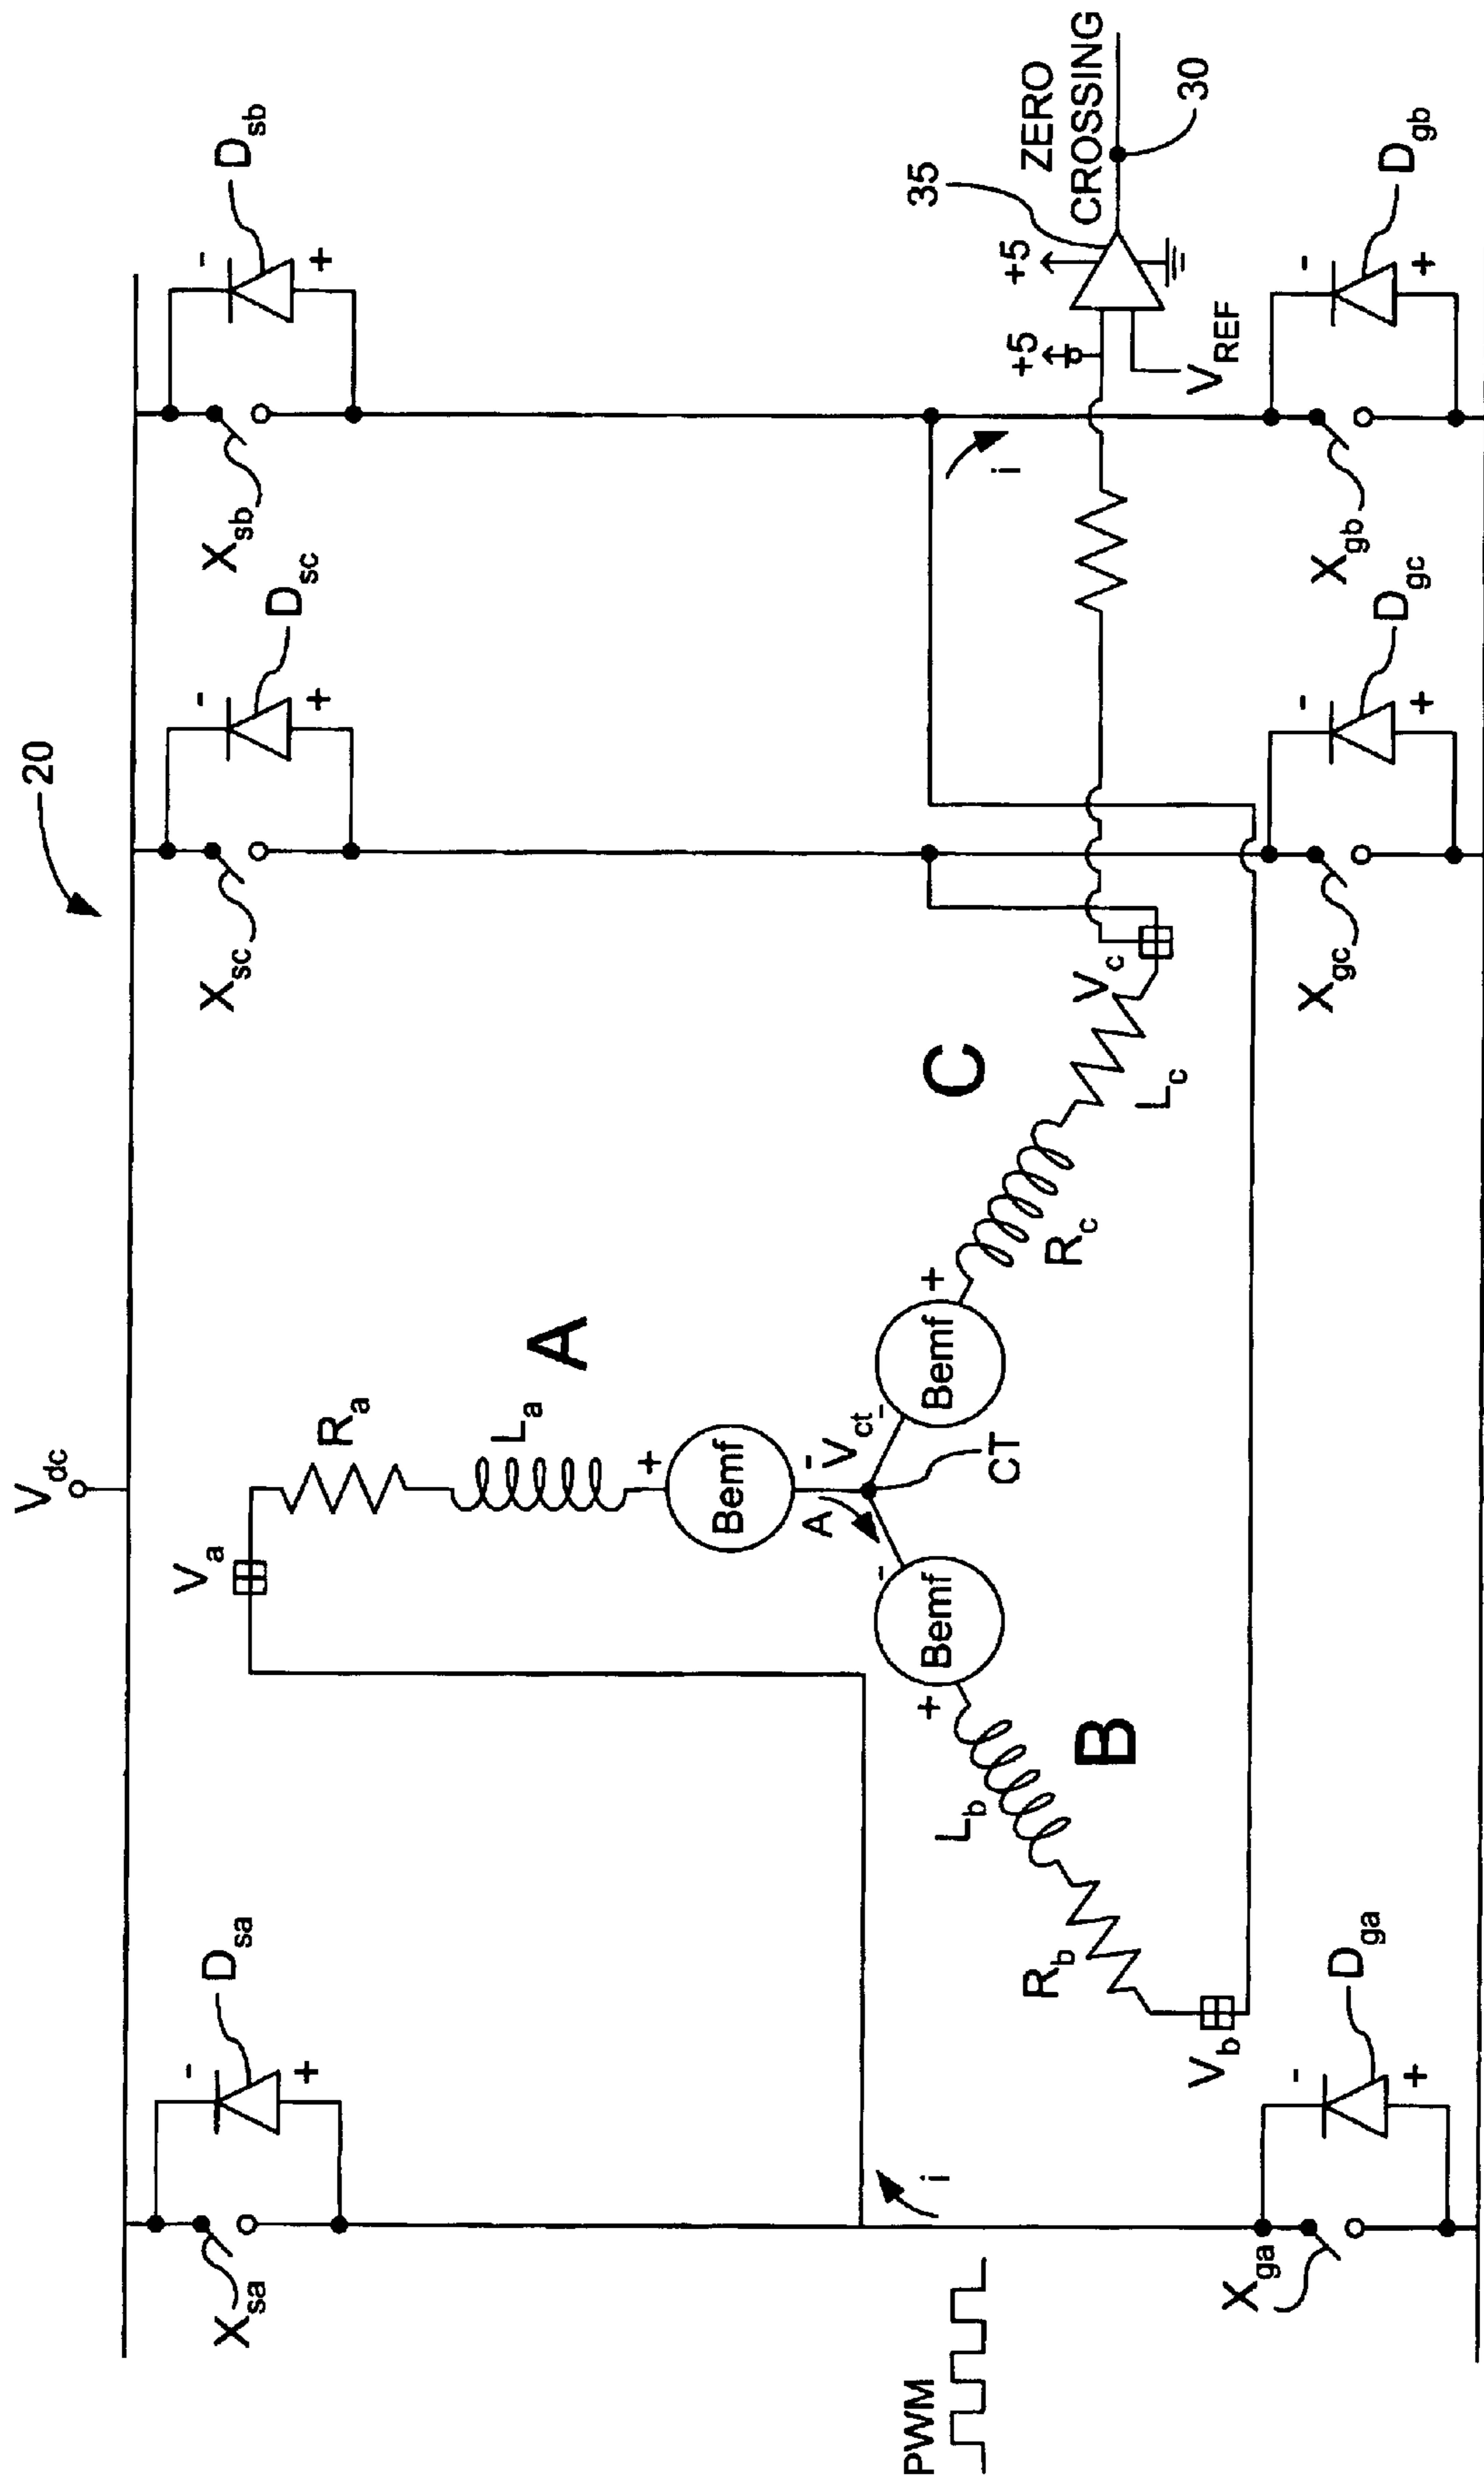 20
V_dc
D_sa
D_sc
D_sb
- + - + - +
X_sa
X_sc
X_sb
V_a
R_a
L_a
A
+
Bemf
-
A
V_ct
CT
-
Bemf
+
B
L_b
R_b
V_b
-
Bemf
+
C
R_c
L_c
V_c
i
i
PWM
+5
+5
35
ZERO
CROSSING
30
V_REF
X_ga
X_gc
X_gb
- + - + - +
D_ga
D_gc
D_gb